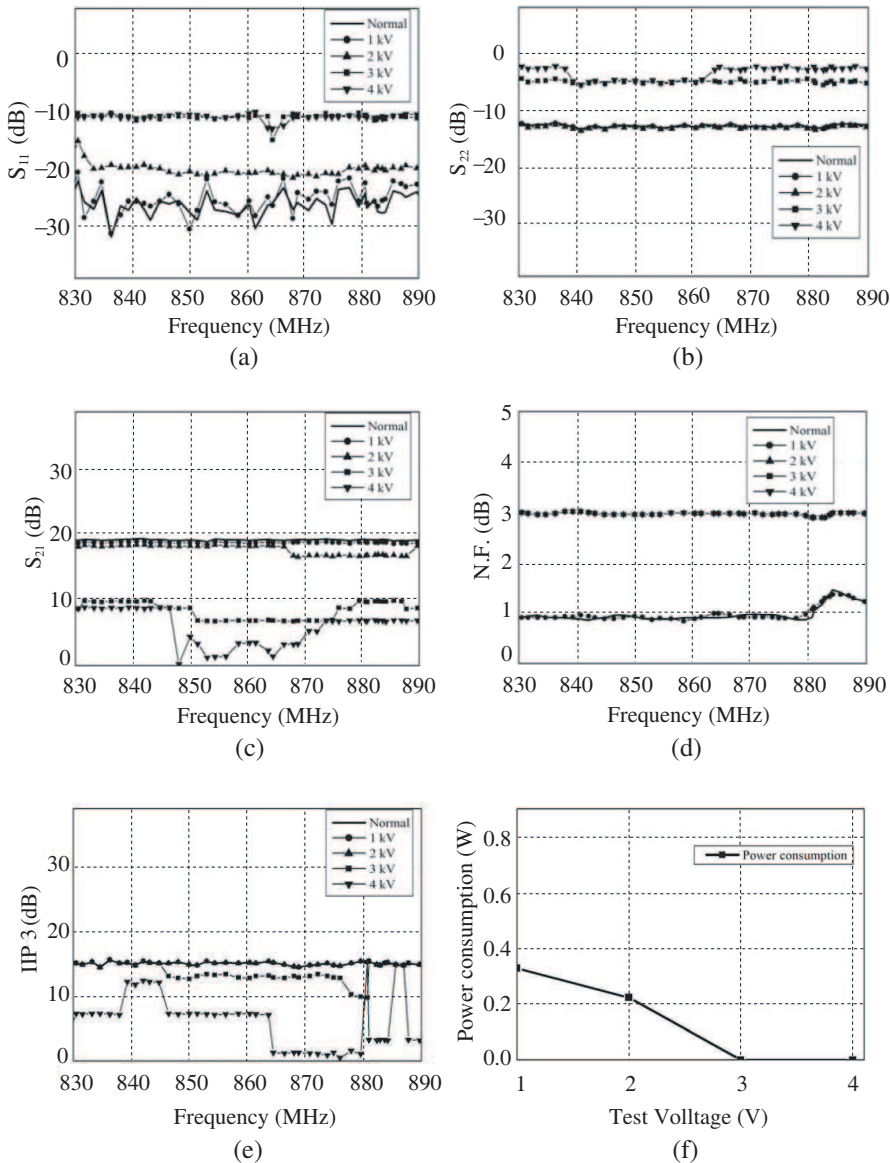 Normal
1 kV
2 kV
3 kV
4 kV
0
−10
−20
−30
S11 (dB)
830 840 850 860 870 880 890
Frequency (MHz)
(a)
0
−10
−20
−30
S22 (dB)
Normal
1 kV
2 kV
3 kV
4 kV
830 840 850 860 870 880 890
Frequency (MHz)
(b)
Normal
1 kV
2 kV
3 kV
4 kV
30
20
10
0
S21 (dB)
830 840 850 860 870 880 890
Frequency (MHz)
(c)
5
4
3
2
1
0
N.F. (dB)
Normal
1 kV
2 kV
3 kV
4 kV
830 840 850 860 870 880 890
Frequency (MHz)
(d)
Normal
1 kV
2 kV
3 kV
4 kV
30
20
10
0
IIP 3 (dB)
830 840 850 860 870 880 890
Frequency (MHz)
(e)
0.8
0.6
0.4
0.2
0.0
Power consumption (W)
Power consumption
1 2 3 4
Test Volltage (V)
(f)